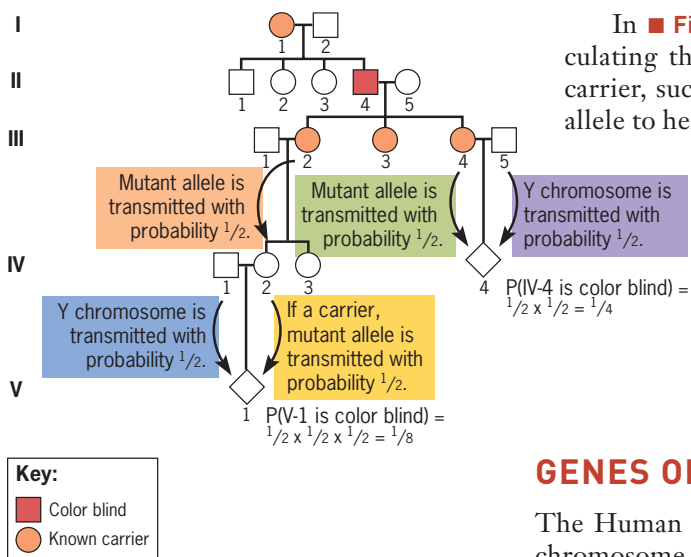 I
1
2
In ■ Fi
culating th
carrier, suc
allele to he
II
1
2
3
4
5
III
1
2
3
4
5
Mutant allele is
transmitted with
probability 1/2.
Mutant allele is
transmitted with
probability 1/2.
Y chromosome is
transmitted with
probability 1/2.
IV
1
2
3
4
P(IV-4 is color blind) =
1/2 x 1/2 = 1/4
Y chromosome is
transmitted with
probability 1/2.
If a carrier,
mutant allele is
transmitted with
probability 1/2.
V
1
P(V-1 is color blind) =
1/2 x 1/2 x 1/2 = 1/8
Key:
Color blind
Known carrier
GENES O
The Human
chromosome